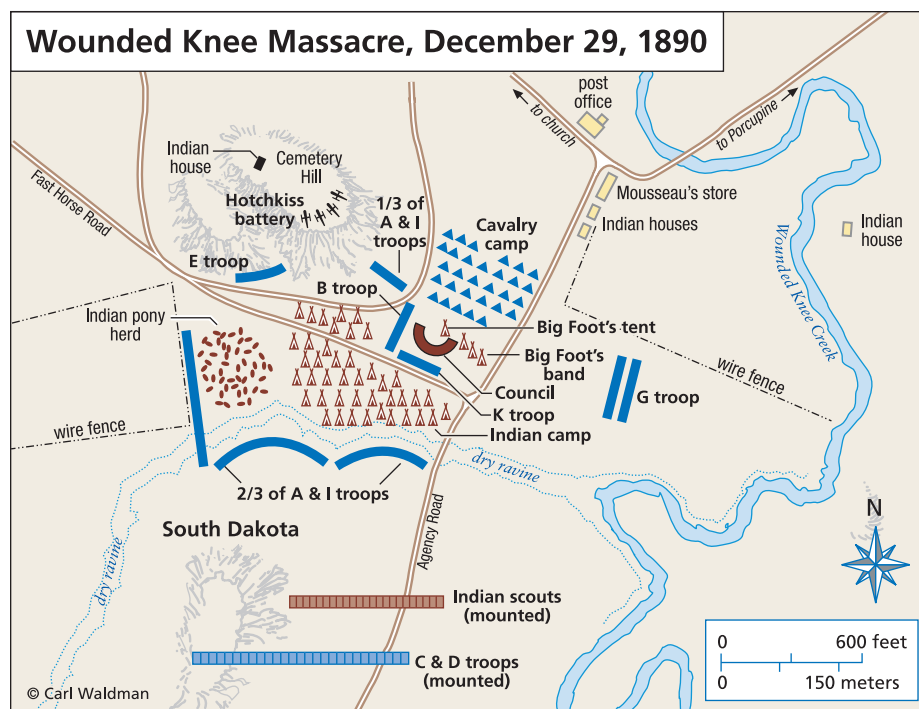 Wounded Knee Massacre, December 29, 1890
post
office
to church
to Porcupine
Indian
house
Cemetery
Hill
Hotchkiss
battery
1/3 of
A & I
troops
Mousseau's store
Indian houses
Cavalry
camp
Fast Horse Road
E troop
B troop
Indian
house
Wounded Knee Creek
Indian pony
herd
Big Foot's tent
Big Foot's
band
Council
K troop
Indian camp
G troop
wire fence
wire fence
dry ravine
2/3 of A & I troops
South Dakota
Agency Road
dry ravine
N
Indian scouts
(mounted)
C & D troops
(mounted)
0 600 feet
0 150 meters
© Carl Waldman